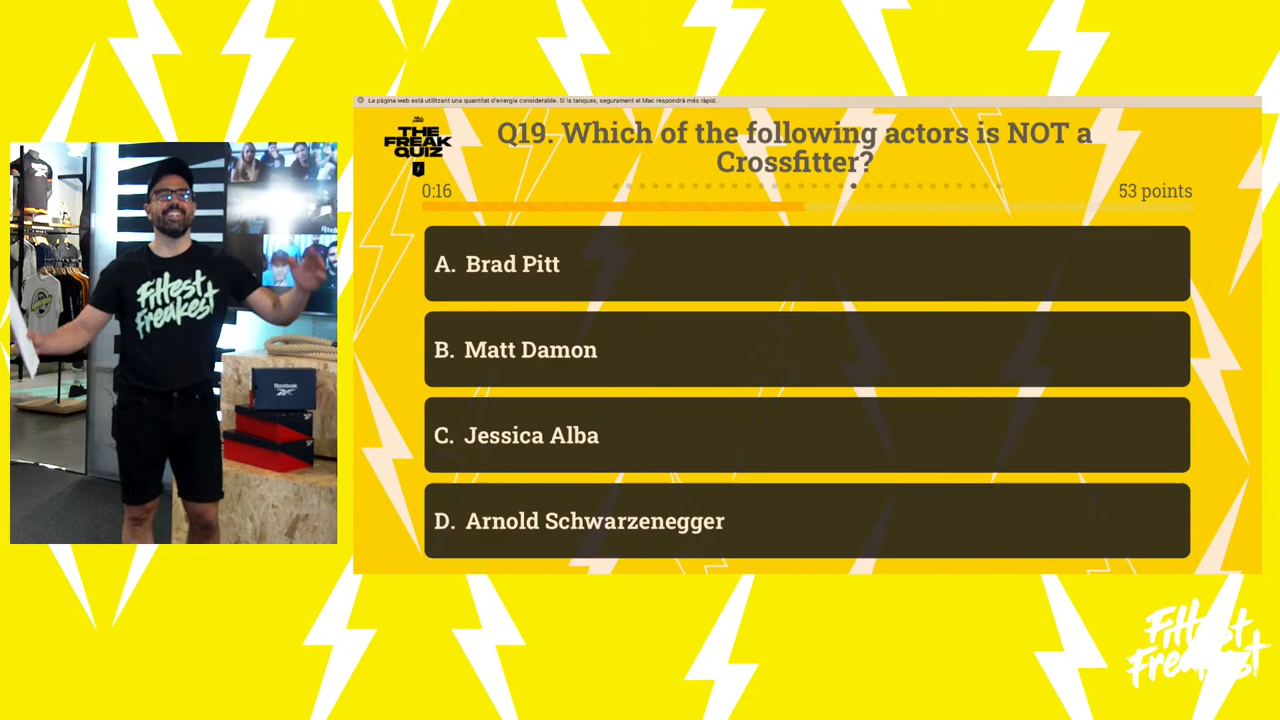 La pàgina web està utilitzant una quantitat d'energia considerable. Si la tanques, segurament el Mac respondrà més ràpid.
THE
FREAK
QUIZ
Q19. Which of the following actors is NOT a
Crossfitter?
0:16
53 points
A. Brad Pitt
B. Matt Damon
C. Jessica Alba
D. Arnold Schwarzenegger
Fittest
Freakest
Reebok
Fittest
Freakest